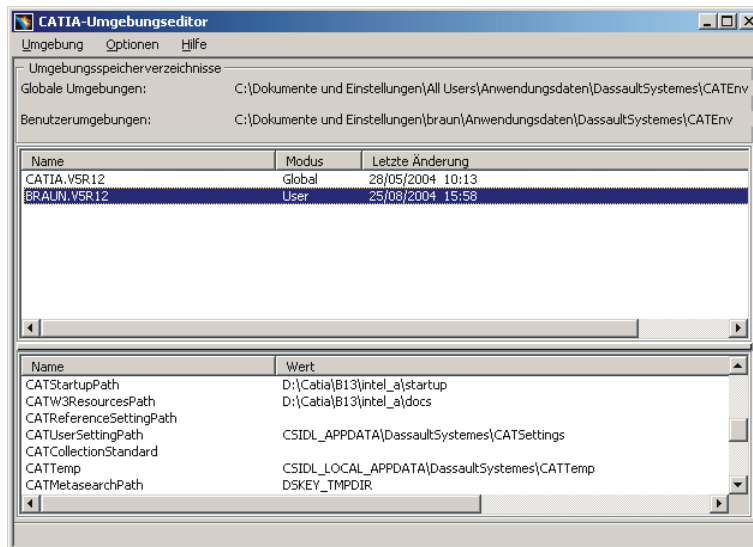 CATIA-Umgebungseditor
Umgebung Optionen Hilfe
Umgebungsspeicherverzeichnisse
Globale Umgebungen: C:\Dokumente und Einstellungen\All Users\Anwendungsdaten\DassaultSystemes\CATEnv
Benutzerumgebungen: C:\Dokumente und Einstellungen\braun\Anwendungsdaten\DassaultSystemes\CATEnv
Name Modus Letzte Änderung
CATIA.V5R12 Global 28/05/2004 10:13
BRAUN.V5R12 User 25/08/2004 15:58
Name Wert
CATStartupPath D:\Catia\B13\intel_a\startup
CATW3ResourcesPath D:\Catia\B13\intel_a\docs
CATReferenceSettingPath
CATUserSettingPath CSIDL_APPDATA\DassaultSystemes\CATSettings
CATCollectionStandard
CATTemp CSIDL_LOCAL_APPDATA\DassaultSystemes\CATTemp
CATMetasearchPath DSKEY_TMPDIR